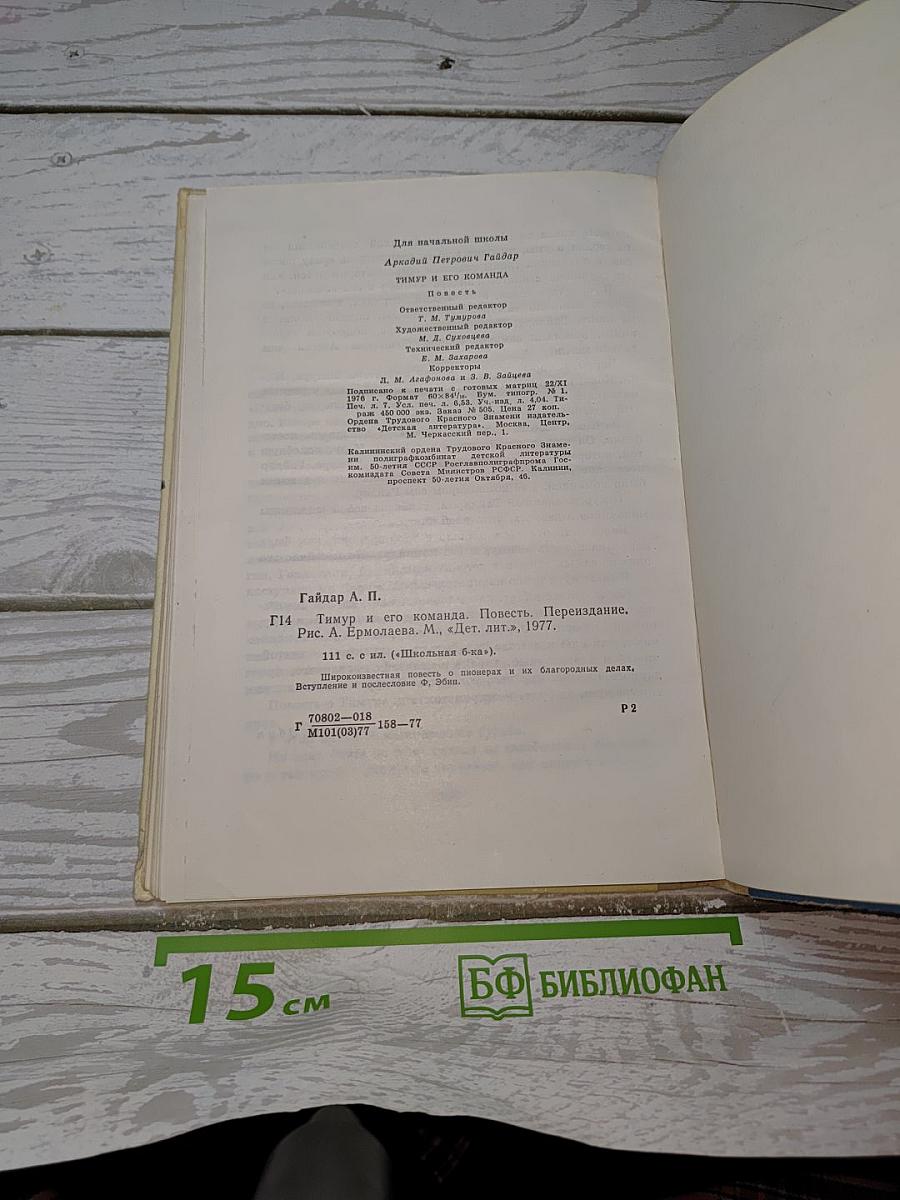 Для начальной школы
Аркадий Петрович Гайдар
ТИМУР И ЕГО КОМАНДА
Повесть
Ответственный редактор
Т. М. Тумурова
Художественный редактор
М. Д. Суховцева
Технический редактор
Е. М. Захарова
Корректоры
Л. М. Агафонова и З. В. Зайцева
Подписано к печати с готовых матриц 22/XI
1976 г. Формат 60×84¹/₁₆. Бум. типогр. № 1.
Печ. л. 7. Усл. печ. л. 6,53. Уч.-изд. л. 4,04. Ти-
раж 450 000 экз. Заказ № 505. Цена 27 коп.
Ордена Трудового Красного Знамени издатель-
ство «Детская литература». Москва, Центр,
М. Черкасский пер., 1.
Калининский ордена Трудового Красного Знаме-
ни полиграфкомбинат детской литературы
им. 50-летия СССР Росглавполиграфпрома Гос-
комиздата Совета Министров РСФСР. Калинин,
проспект 50-летия Октября, 46.
Гайдар А. П.
Г14 Тимур и его команда. Повесть. Переиздание.
Рис. А. Ермолаева. М., «Дет. лит.», 1977.
111 с. с ил. («Школьная б-ка»).
Широкоизвестная повесть о пионерах и их благородных делах.
Вступление и послесловие Ф. Эбин.
Г 70802—018
М101(03)77 158—77
Р2
15 см
БФ БИБЛИОФАН